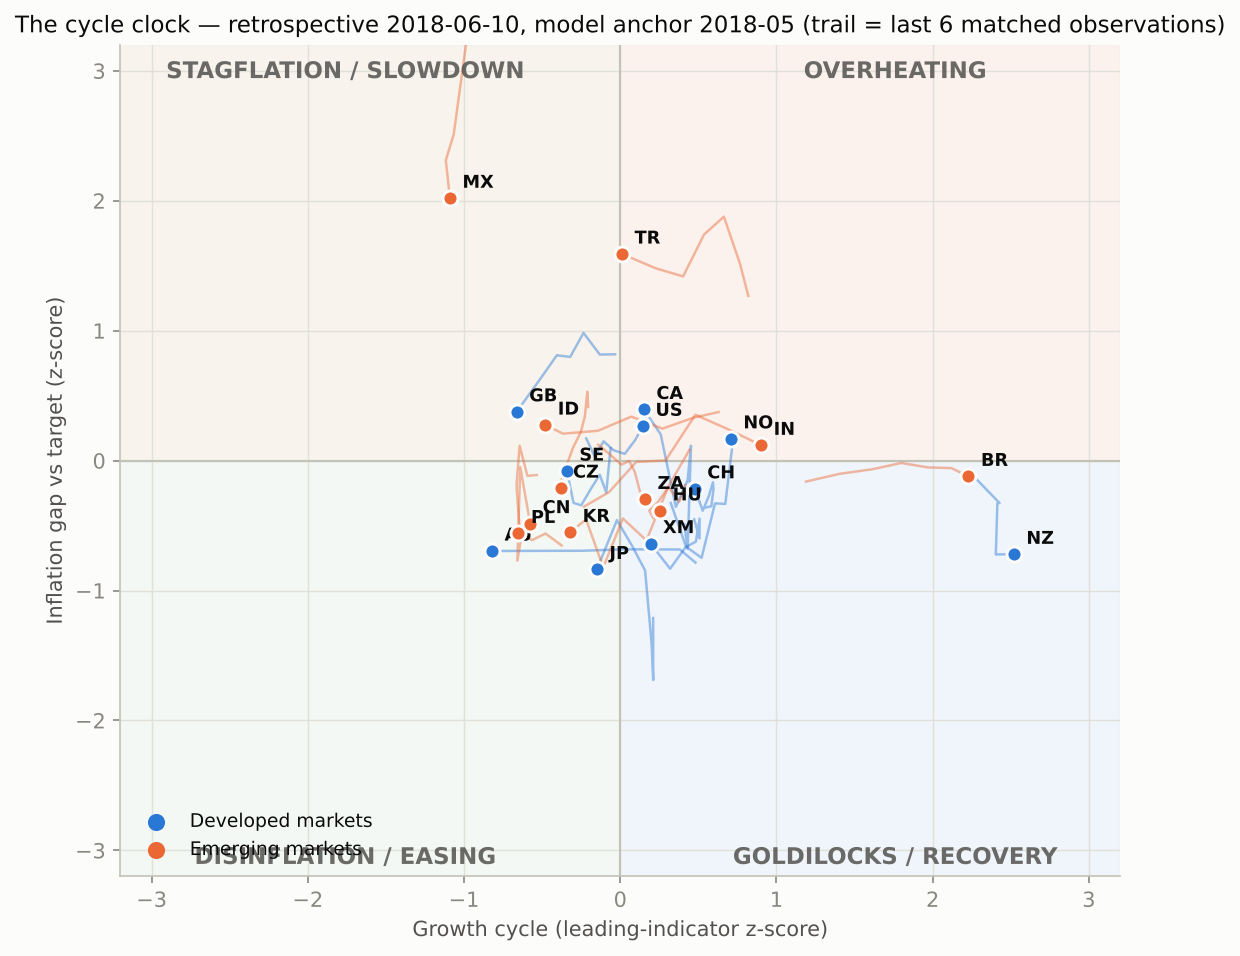 The cycle clock — retrospective 2018-06-10, model anchor 2018-05 (trail = last 6 matched observations)
STAGFLATION / SLOWDOWN
OVERHEATING
MX
TR
GB
ID
CA
US
NO
IN
SE
CZ
CH
BR
ZA
HU
CN
PL
KR
XM
JP
NZ
3
2
1
0
−1
−2
−3
Inflation gap vs target (z-score)
Developed markets
Emerging markets
DISINFLATION / EASING
GOLDILOCKS / RECOVERY
−3
−2
−1
0
1
2
3
Growth cycle (leading-indicator z-score)